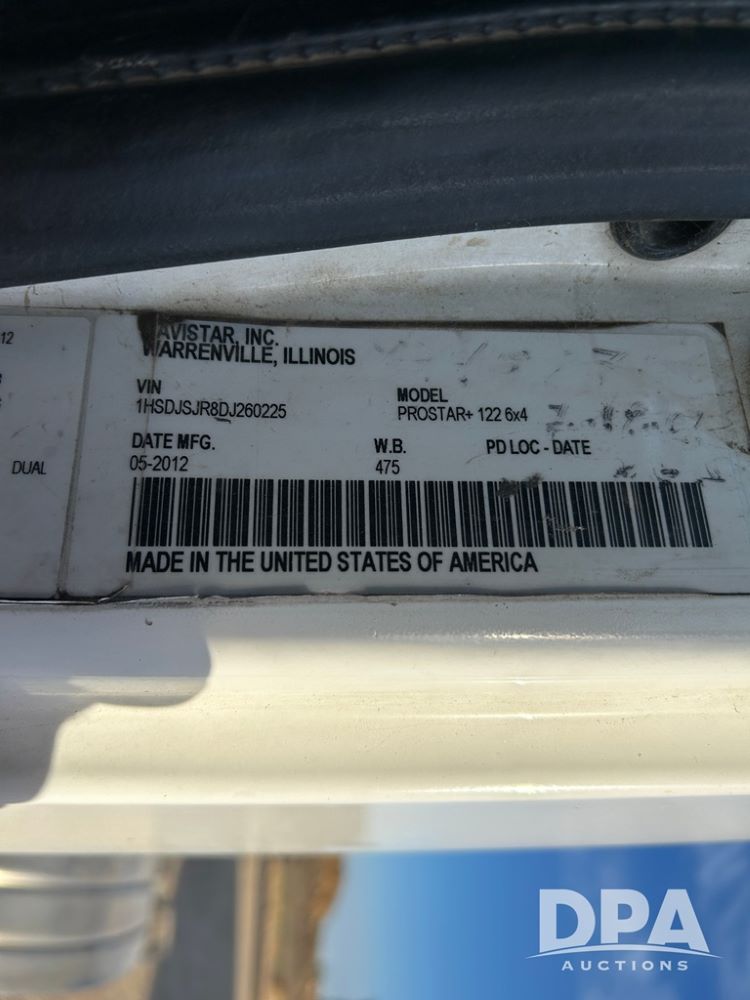 12
DUAL
AVISTAR, INC.
WARRENVILLE, ILLINOIS
VIN
1HSDJSJR8DJ260225
MODEL
PROSTAR+ 122 6x4
DATE MFG.
05-2012
W.B.
475
PD LOC - DATE
MADE IN THE UNITED STATES OF AMERICA
DPA
AUCTIONS